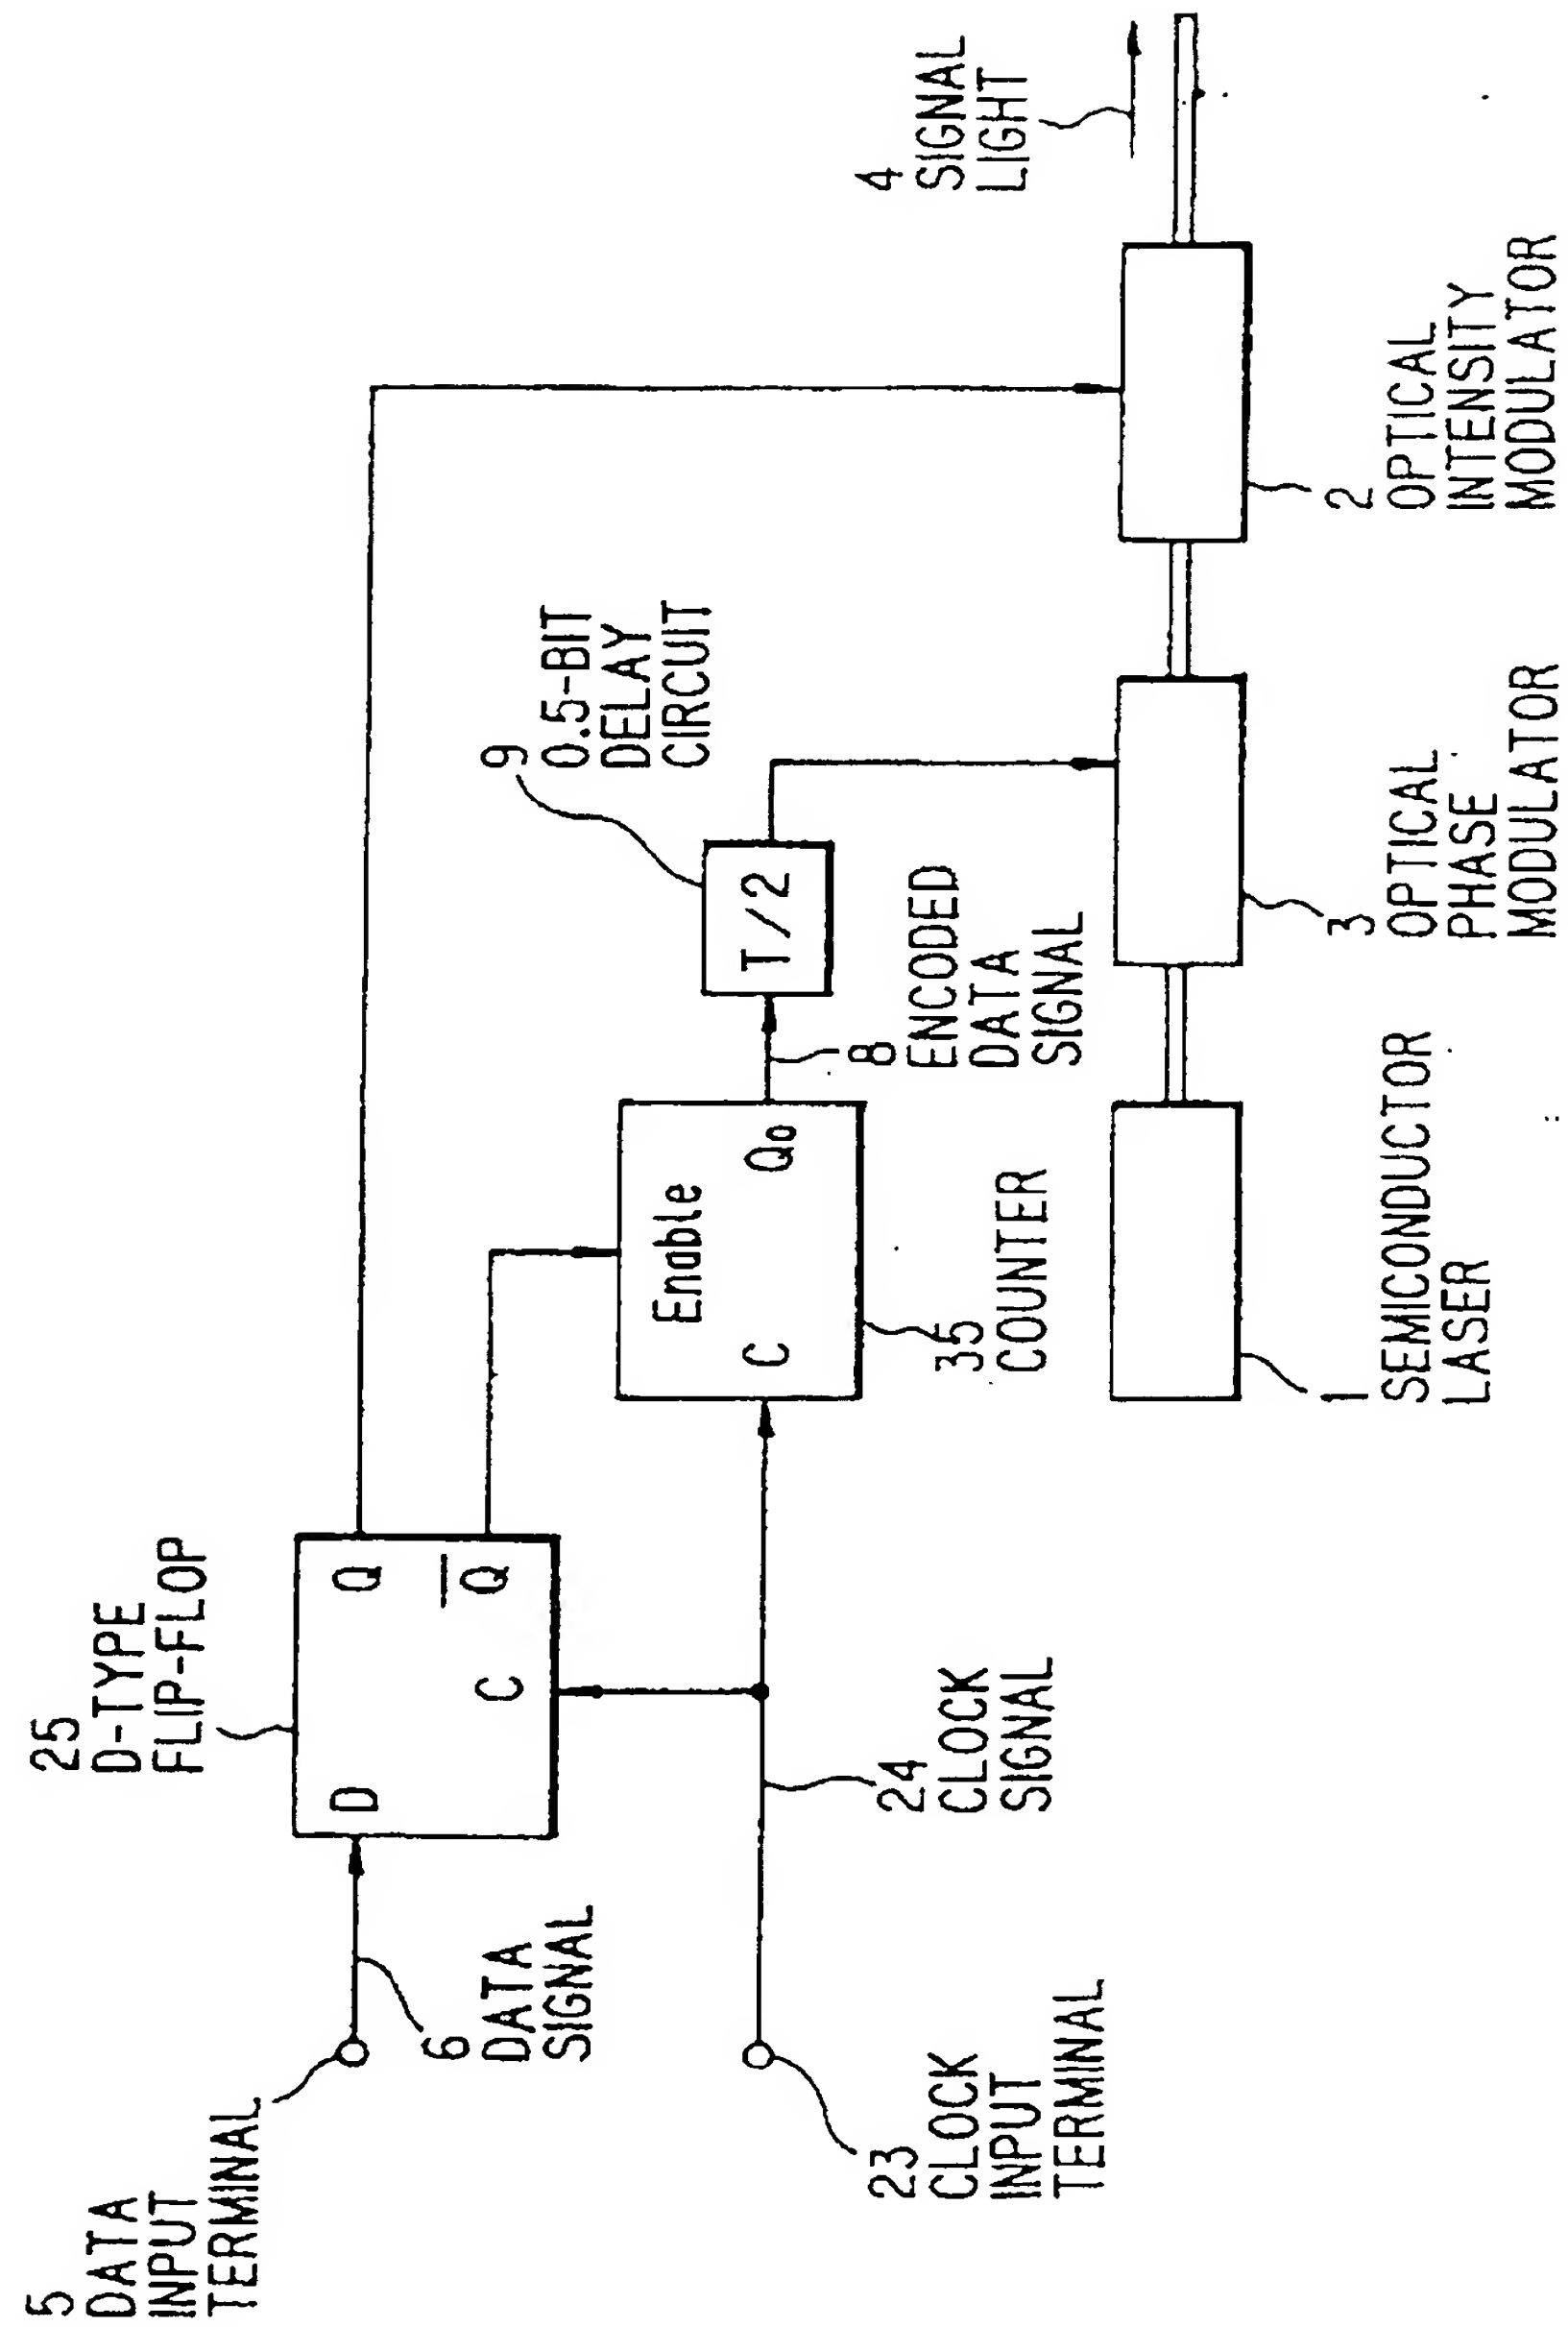 5
DATA
INPUT
TERMINAL
6
DATA
SIGNAL
25
D-TYPE
FLIP-FLOP
D
Q
Q̅
C
23
CLOCK
INPUT
TERMINAL
24
CLOCK
SIGNAL
Enable
C
Q0
35
COUNTER
8
ENCODED
DATA
SIGNAL
9
0.5-BIT
DELAY
CIRCUIT
T/2
1
SEMICONDUCTOR
LASER
3
OPTICAL
PHASE
MODULATOR
2
OPTICAL
INTENSITY
MODULATOR
4
SIGNAL
LIGHT